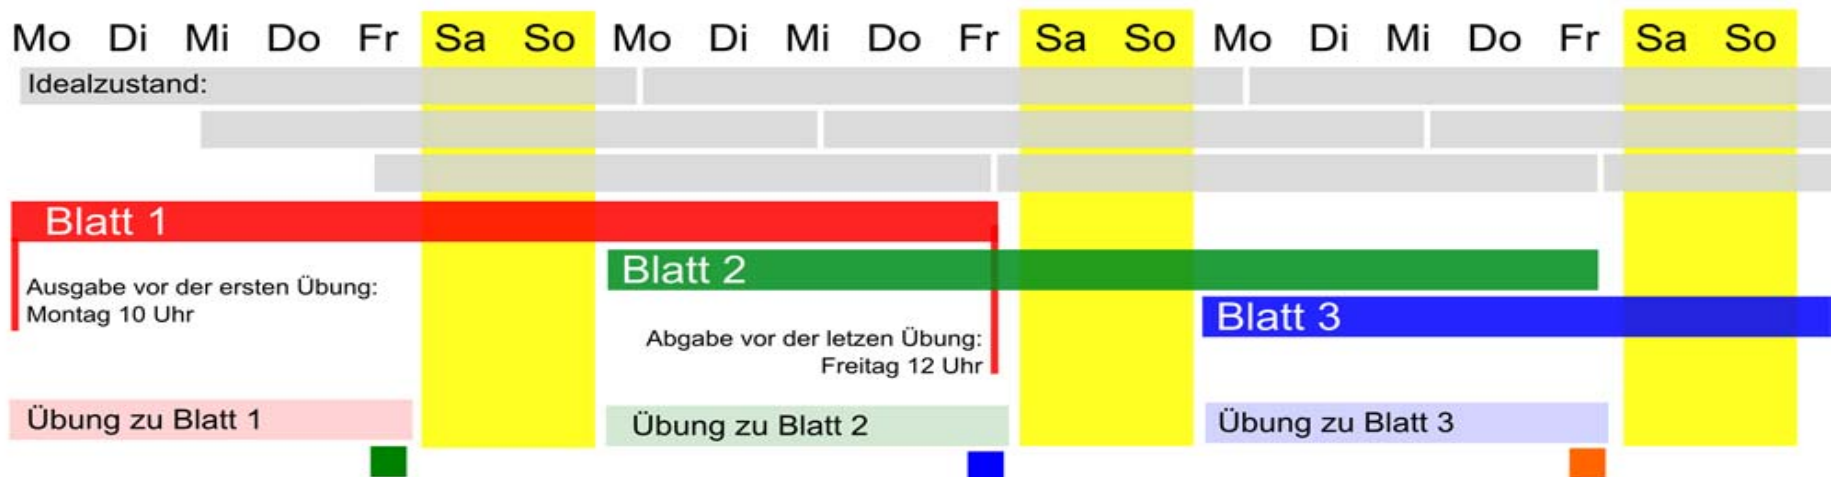 Mo Di Mi Do Fr Sa So Mo Di Mi Do Fr Sa So Mo Di Mi Do Fr Sa So
Idealzustand:
Blatt 1
Blatt 2
Ausgabe vor der ersten Übung:
Montag 10 Uhr
Blatt 3
Abgabe vor der letzen Übung:
Freitag 12 Uhr
Übung zu Blatt 1
Übung zu Blatt 2
Übung zu Blatt 3